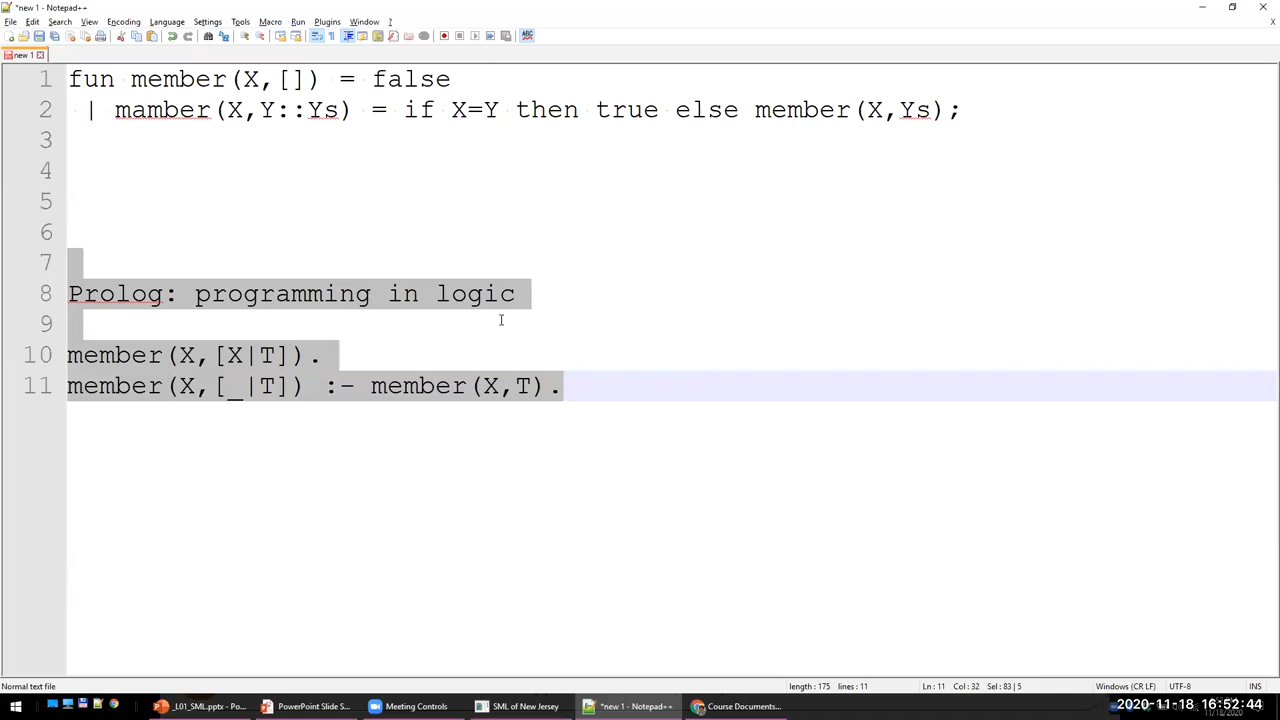 *new 1 - Notepad++
File Edit Search View Encoding Language Settings Tools Macro Run Plugins Window ?
new 1
1 fun member(X,[]) = false
2 | mamber(X,Y::Ys) = if X=Y then true else member(X,Ys);
3
4
5
6
7
8 Prolog: programming in logic
9
10 member(X,[X|T]).
11 member(X,[_|T]) :- member(X,T).
Normal text file length : 175 lines : 11 Ln : 11 Col : 32 Sel : 83 | 5 Windows (CR LF) UTF-8 INS
_L01_SML.pptx - Po... PowerPoint Slide S... Meeting Controls SML of New Jersey *new 1 - Notepad++ Course Documents... 2020-11-18 16:52:44
11/18/2020